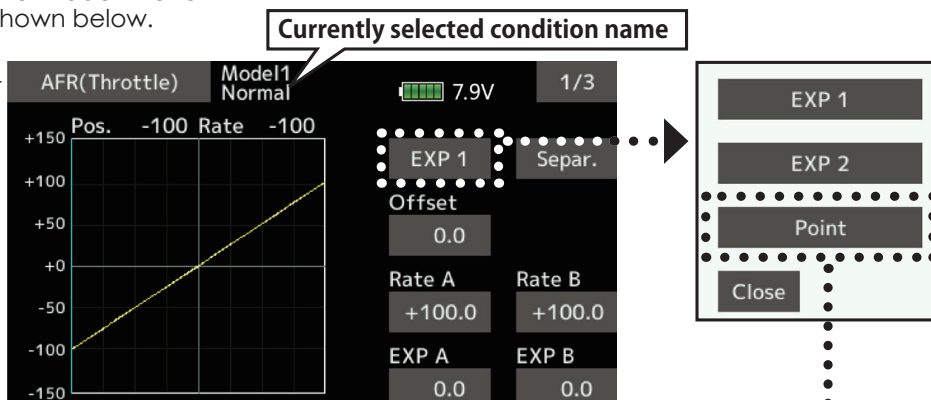 hown below.
Currently selected condition name
AFR(Throttle)
Model1
Normal
7.9V
1/3
Pos. -100 Rate -100
+150
+100
+50
+0
-50
-100
-150
EXP 1
Separ.
Offset
0.0
Rate A
Rate B
+100.0
+100.0
EXP A
EXP B
0.0
0.0
EXP 1
EXP 2
Point
Close